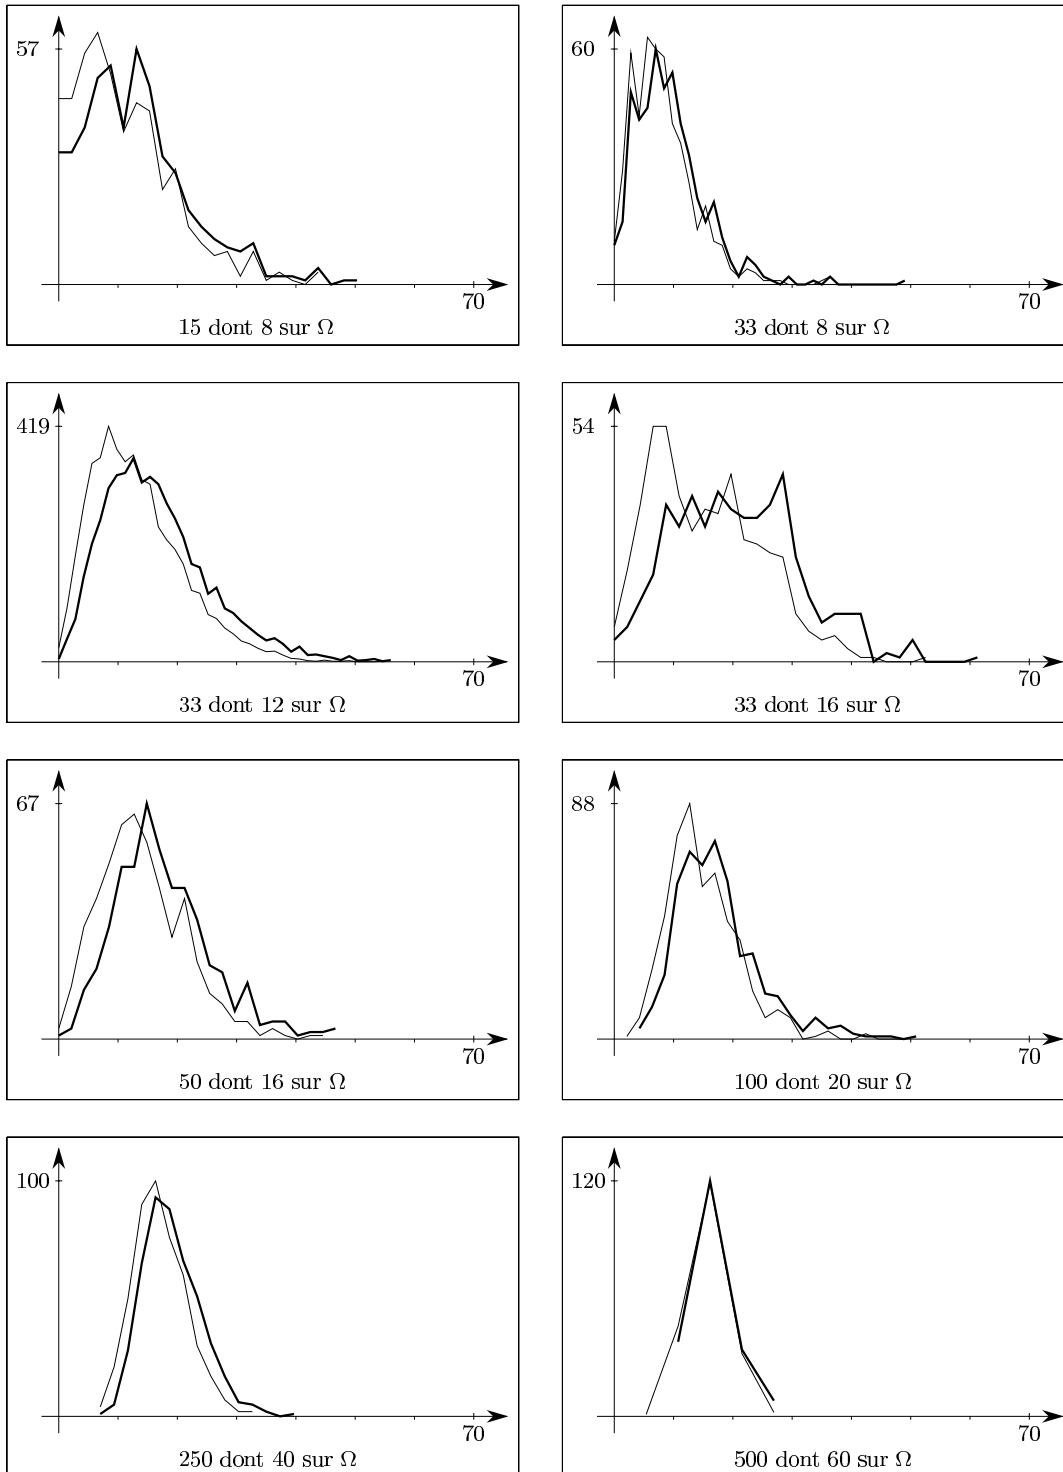 57
70
15 dont 8 sur Ω
60
70
33 dont 8 sur Ω
419
70
33 dont 12 sur Ω
54
70
33 dont 16 sur Ω
67
70
50 dont 16 sur Ω
88
70
100 dont 20 sur Ω
100
70
250 dont 40 sur Ω
120
70
500 dont 60 sur Ω